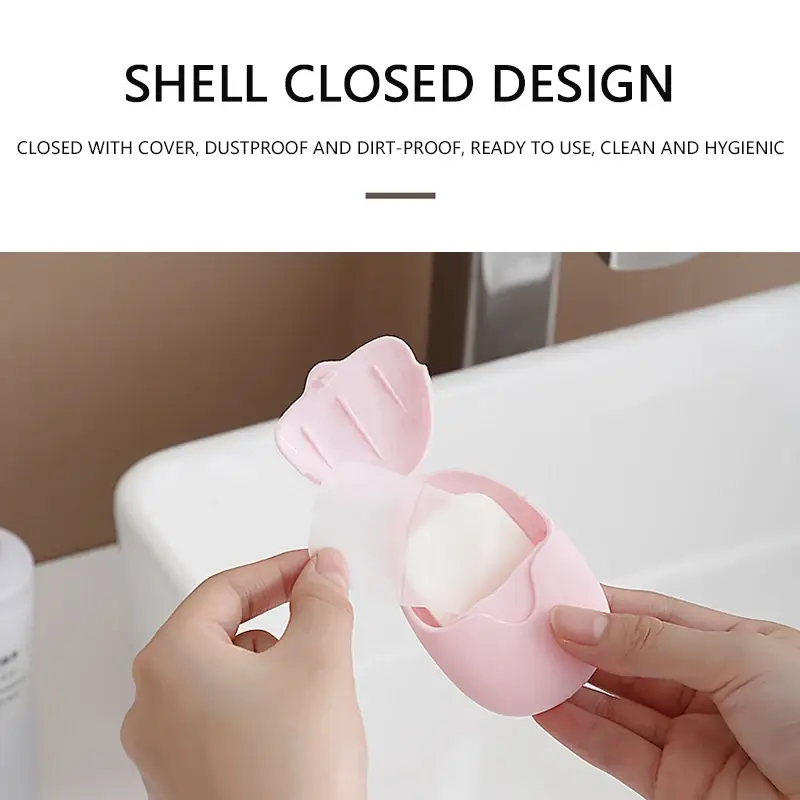 SHELL CLOSED DESIGN
CLOSED WITH COVER, DUSTPROOF AND DIRT-PROOF, READY TO USE, CLEAN AND HYGIENIC